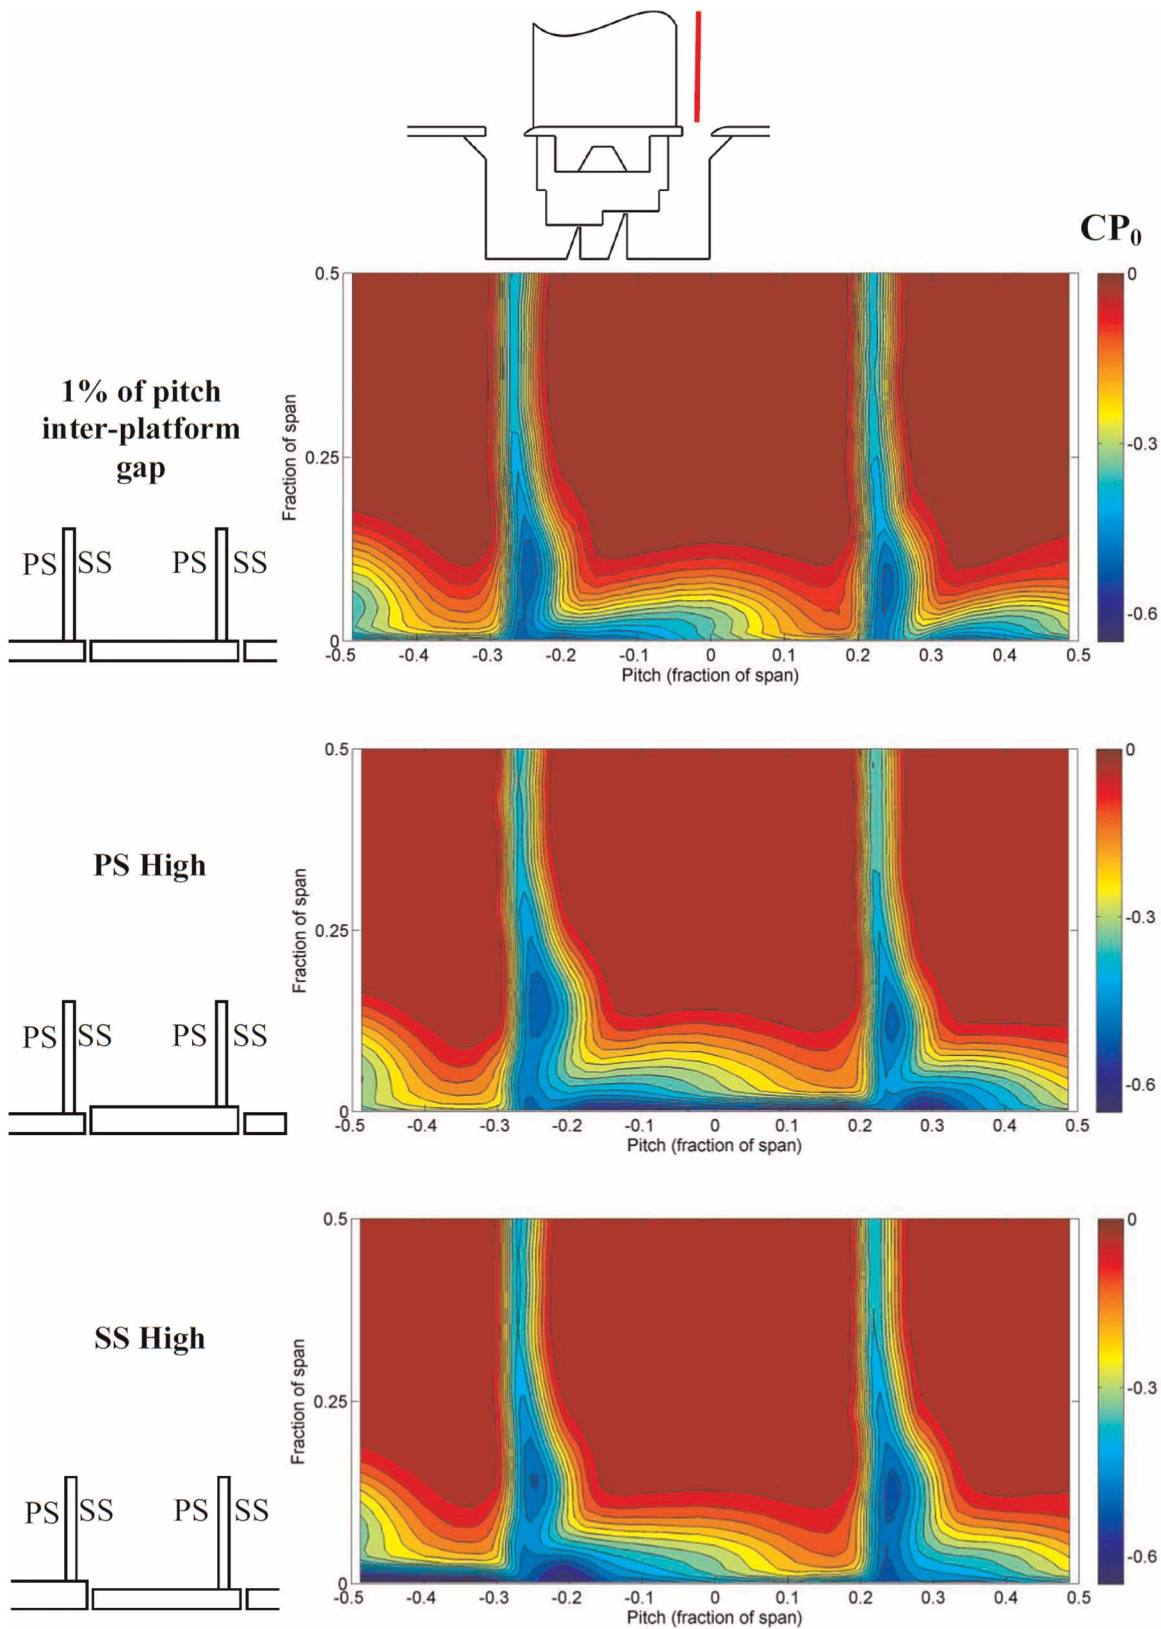 CP₀
0.5
0
1% of pitch
inter-platform
gap
Fraction of span
0.25
-0.3
PS SS PS SS
-0.6
0
-0.5 -0.4 -0.3 -0.2 -0.1 0 0.1 0.2 0.3 0.4 0.5
Pitch (fraction of span)
0.5
0
PS High
Fraction of span
0.25
-0.3
PS SS PS SS
-0.6
0
-0.5 -0.4 -0.3 -0.2 -0.1 0 0.1 0.2 0.3 0.4 0.5
Pitch (fraction of span)
0.5
0
SS High
Fraction of span
0.25
-0.3
PS SS PS SS
-0.6
0
-0.5 -0.4 -0.3 -0.2 -0.1 0 0.1 0.2 0.3 0.4 0.5
Pitch (fraction of span)